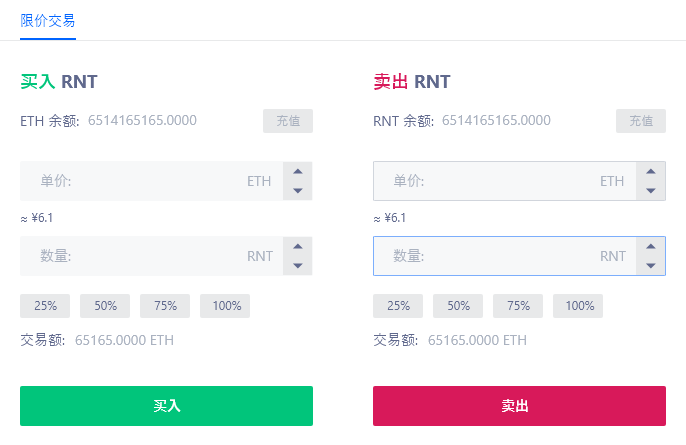 限价交易
买入 RNT
ETH 余额: 6514165165.0000 充值
单价: ETH
≈ ¥6.1
数量: RNT
25% 50% 75% 100%
交易额: 65165.0000 ETH
买入
卖出 RNT
RNT 余额: 6514165165.0000 充值
单价: ETH
≈ ¥6.1
数量: RNT
25% 50% 75% 100%
交易额: 65165.0000 ETH
卖出